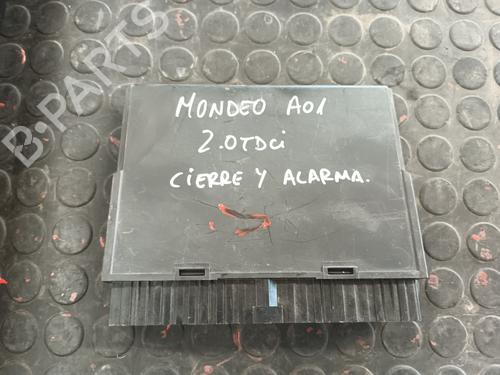 B-PARTS
MONDEO A01
2.0TDCi
CIERRE Y ALARMA.